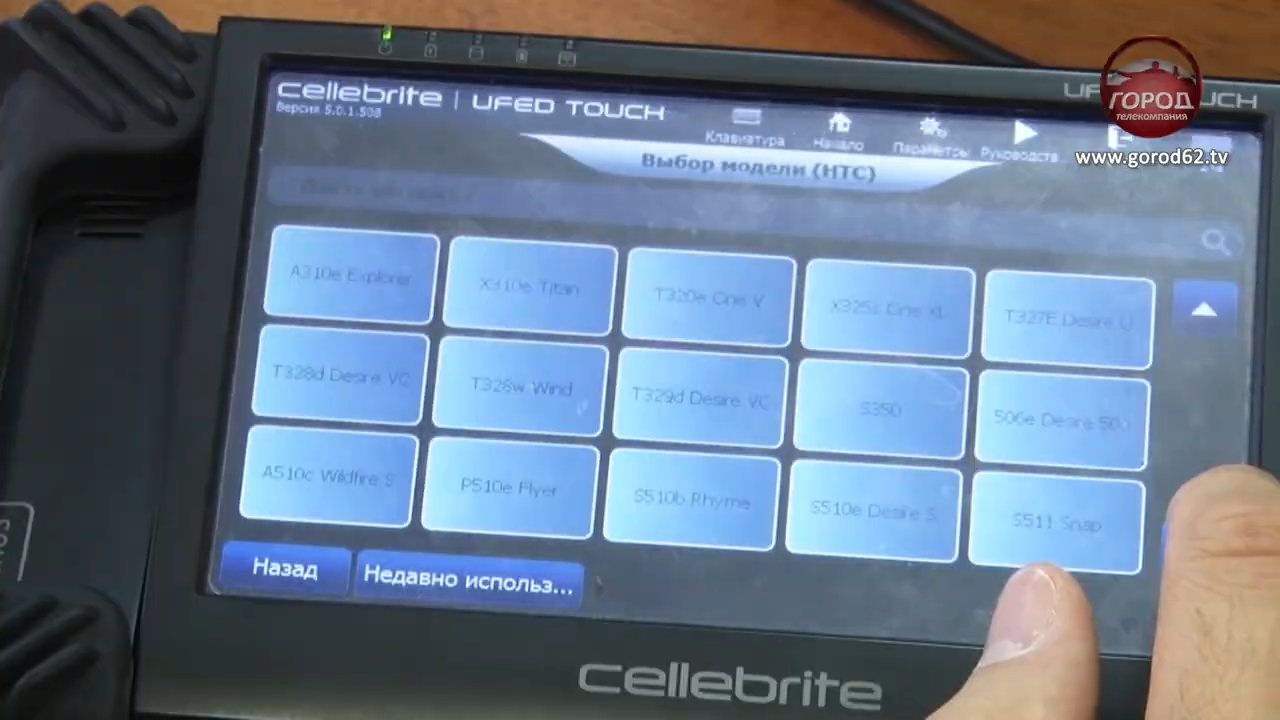 cellebrite | UFED TOUCH
Версия 5.0.1.508
Клавиатура
Начало
Параметры
Руководств...
Выбор модели (HTC)
A310e Explorer
X310e Titan
T320e One V
X325s One XL
T327E Desire U
T328d Desire VC
T328w Wind
T329d Desire VC
S350
506e Desire 500
A510c Wildfire S
P510e Flyer
S510b Rhyme
S510e Desire S
S511 Snap
Назад
Недавно использ...
cellebrite
ГОРОД
телекомпания
www.gorod62.tv